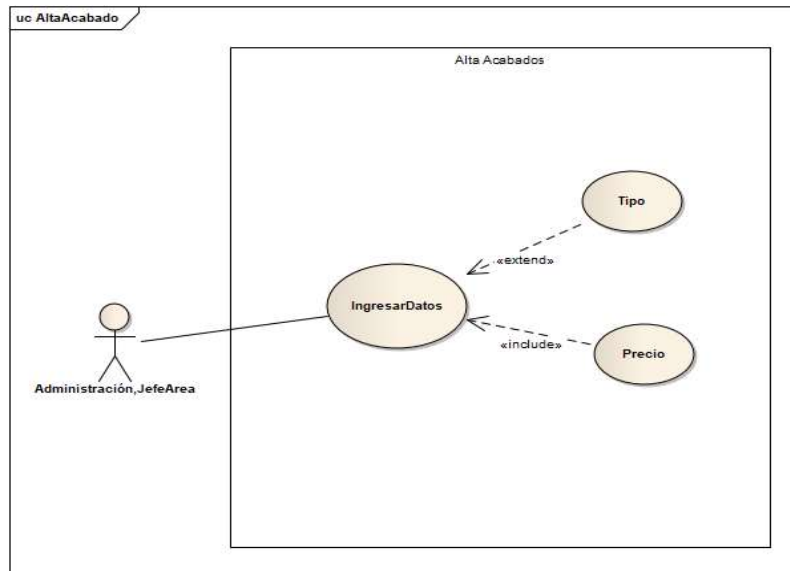 uc AltaAcabado
Alta Acabados
Tipo
«extend»
IngresarDatos
«include»
Precio
Administración,JefeArea